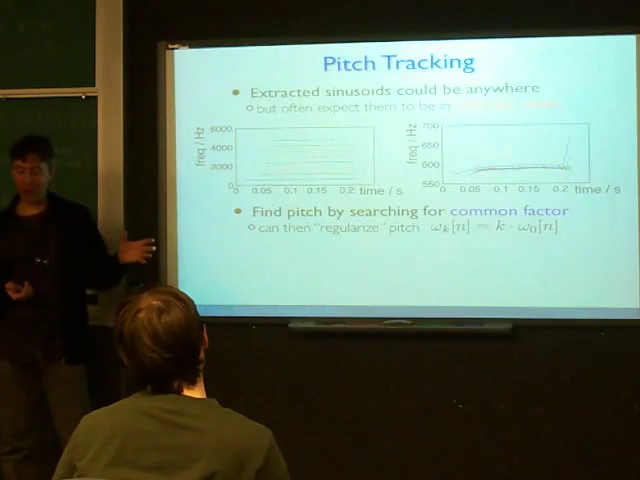 Pitch Tracking
• Extracted sinusoids could be anywhere
○ but often expect them to be in
freq / Hz
6000
4000
2000
0
0 0.05 0.1 0.15 0.2 time / s
freq / Hz
700
650
600
550
0 0.05 0.1 0.15 0.2 time / s
• Find pitch by searching for common factor
○ can then "regularize" pitch ωk[n] = k · ω0[n]